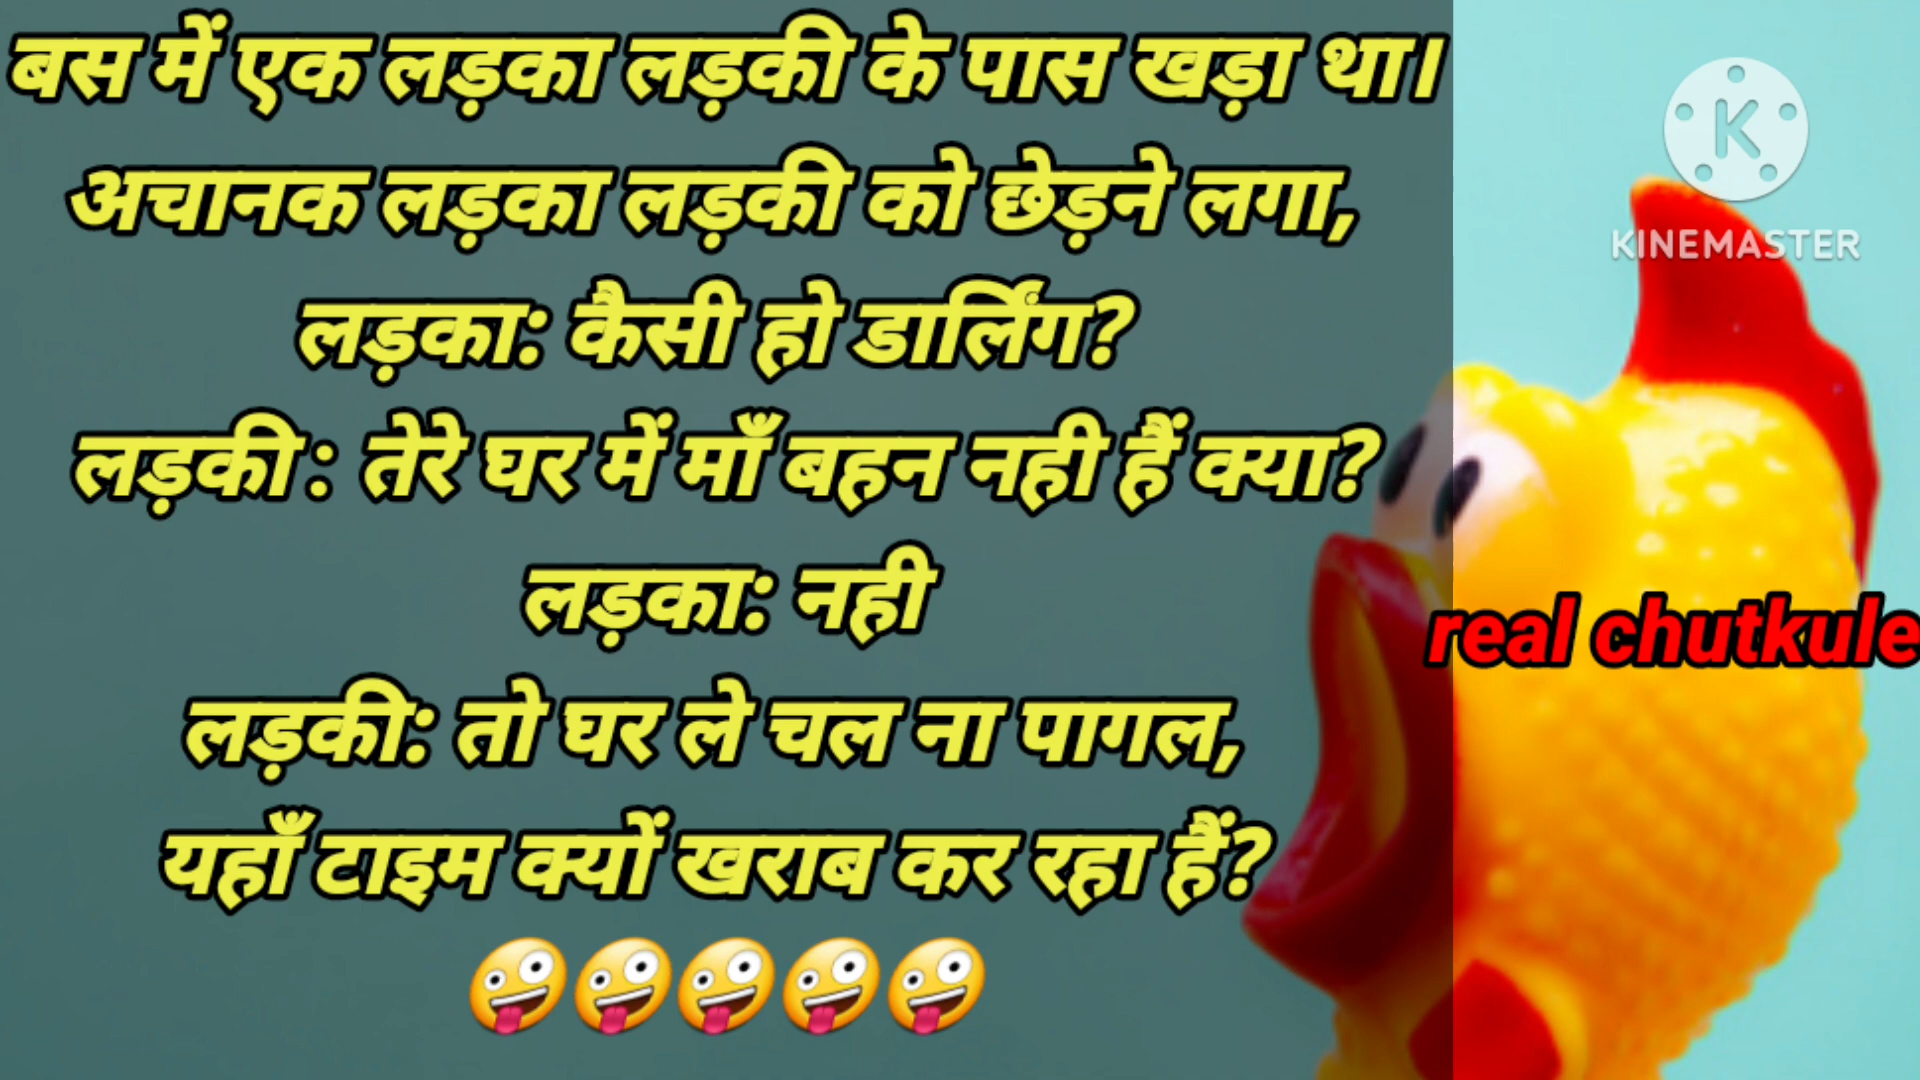 बस में एक लड़का लड़की के पास खड़ा था।
अचानक लड़का लड़की को छेड़ने लगा,
लड़का: कैसी हो डार्लिंग?
लड़की : तेरे घर में माँ बहन नही हैं क्या?
लड़का: नही
लड़की: तो घर ले चल ना पागल,
यहाँ टाइम क्यों खराब कर रहा हैं?
🤪🤪🤪🤪🤪
K
KINEMASTER
real chutkule